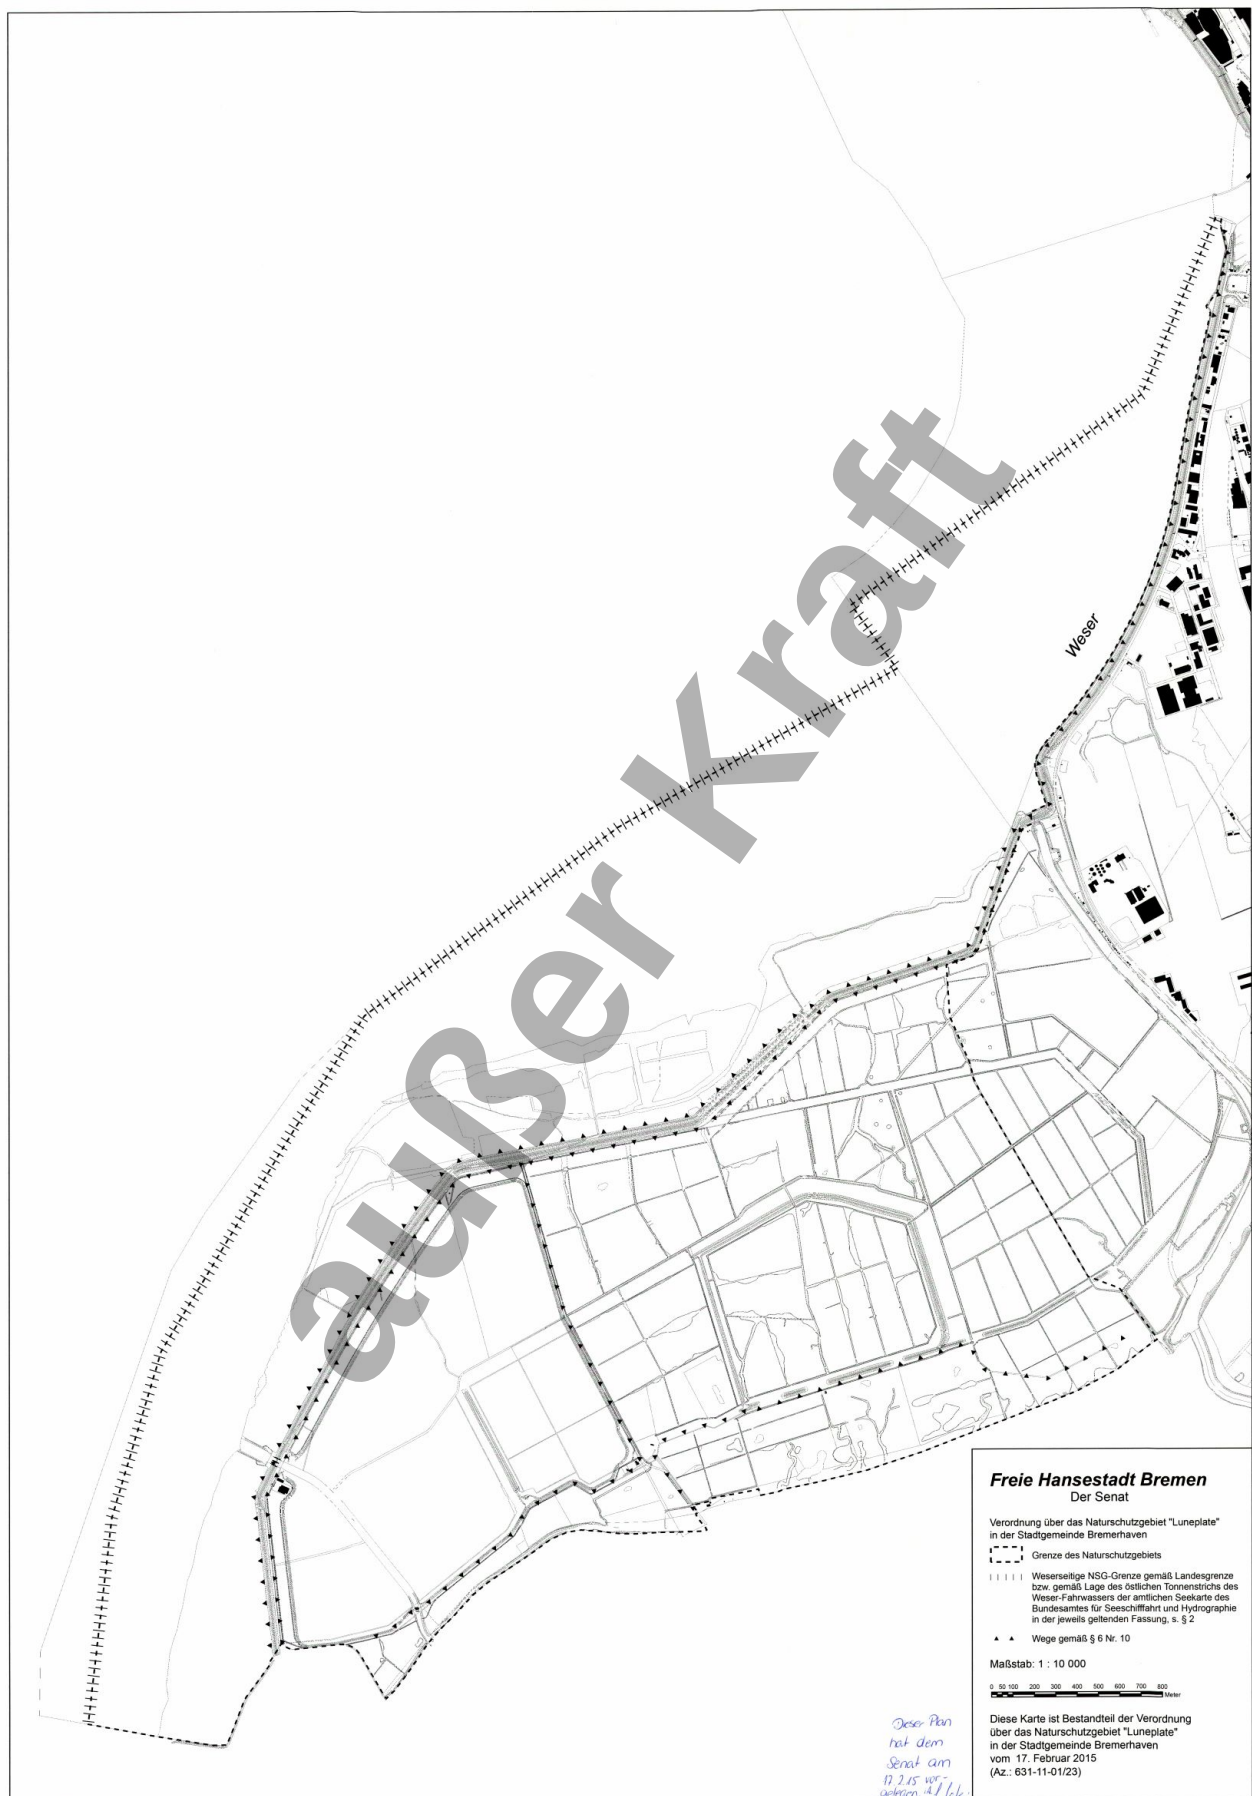 außer Kraft
Weser
Freie Hansestadt Bremen
Der Senat
Verordnung über das Naturschutzgebiet "Luneplate"
in der Stadtgemeinde Bremerhaven
Grenze des Naturschutzgebiets
Weserseitige NSG-Grenze gemäß Landesgrenze
bzw. gemäß Lage des östlichen Tonnenstrichs des
Weser-Fahrwassers der amtlichen Seekarte des
Bundesamtes für Seeschifffahrt und Hydrographie
in der jeweils geltenden Fassung, s. § 2
Wege gemäß § 6 Nr. 10
Maßstab: 1 : 10 000
0 50 100 200 300 400 500 600 700 800
Meter
Diese Karte ist Bestandteil der Verordnung
über das Naturschutzgebiet "Luneplate"
in der Stadtgemeinde Bremerhaven
vom 17. Februar 2015
(Az.: 631-11-01/23)
Dieser Plan
hat dem
Senat am
17.2.15 vor-
gelegen